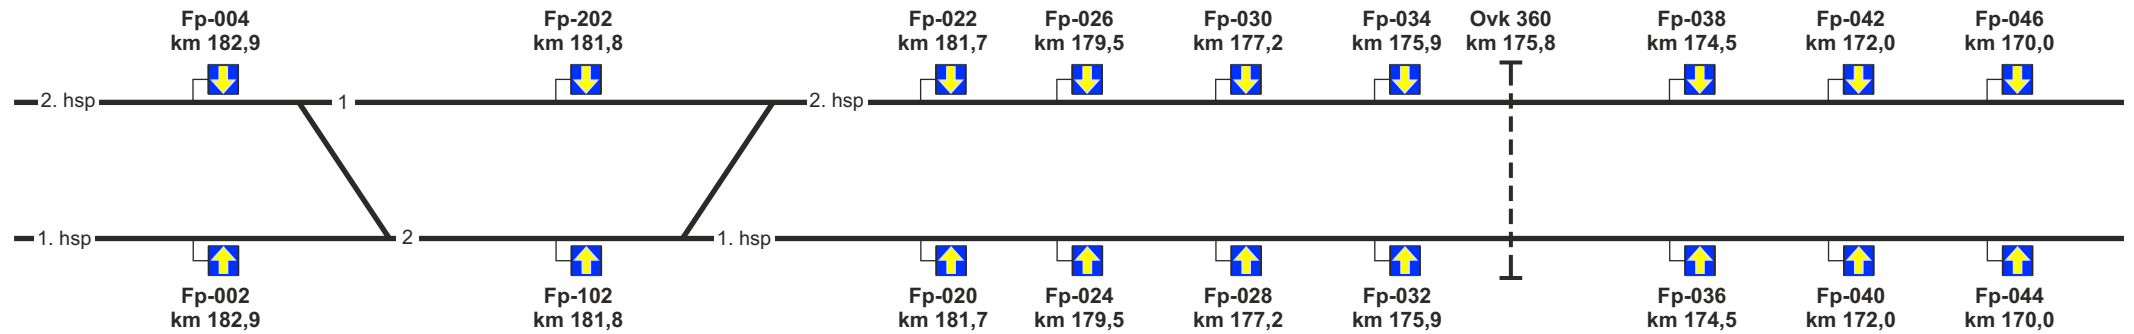 Fp-004
km 182,9
Fp-202
km 181,8
Fp-022
km 181,7
Fp-026
km 179,5
Fp-030
km 177,2
Fp-034
km 175,9
Ovk 360
km 175,8
Fp-038
km 174,5
Fp-042
km 172,0
Fp-046
km 170,0
2. hsp
1
2. hsp
1. hsp
2
1. hsp
Fp-002
km 182,9
Fp-102
km 181,8
Fp-020
km 181,7
Fp-024
km 179,5
Fp-028
km 177,2
Fp-032
km 175,9
Fp-036
km 174,5
Fp-040
km 172,0
Fp-044
km 170,0